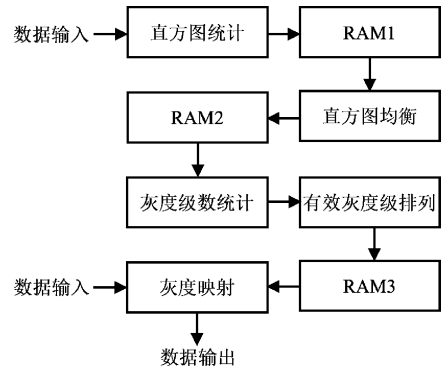 数据输入
直方图统计
RAM1
RAM2
直方图均衡
灰度级数统计
有效灰度级排列
数据输入
灰度映射
RAM3
数据输出